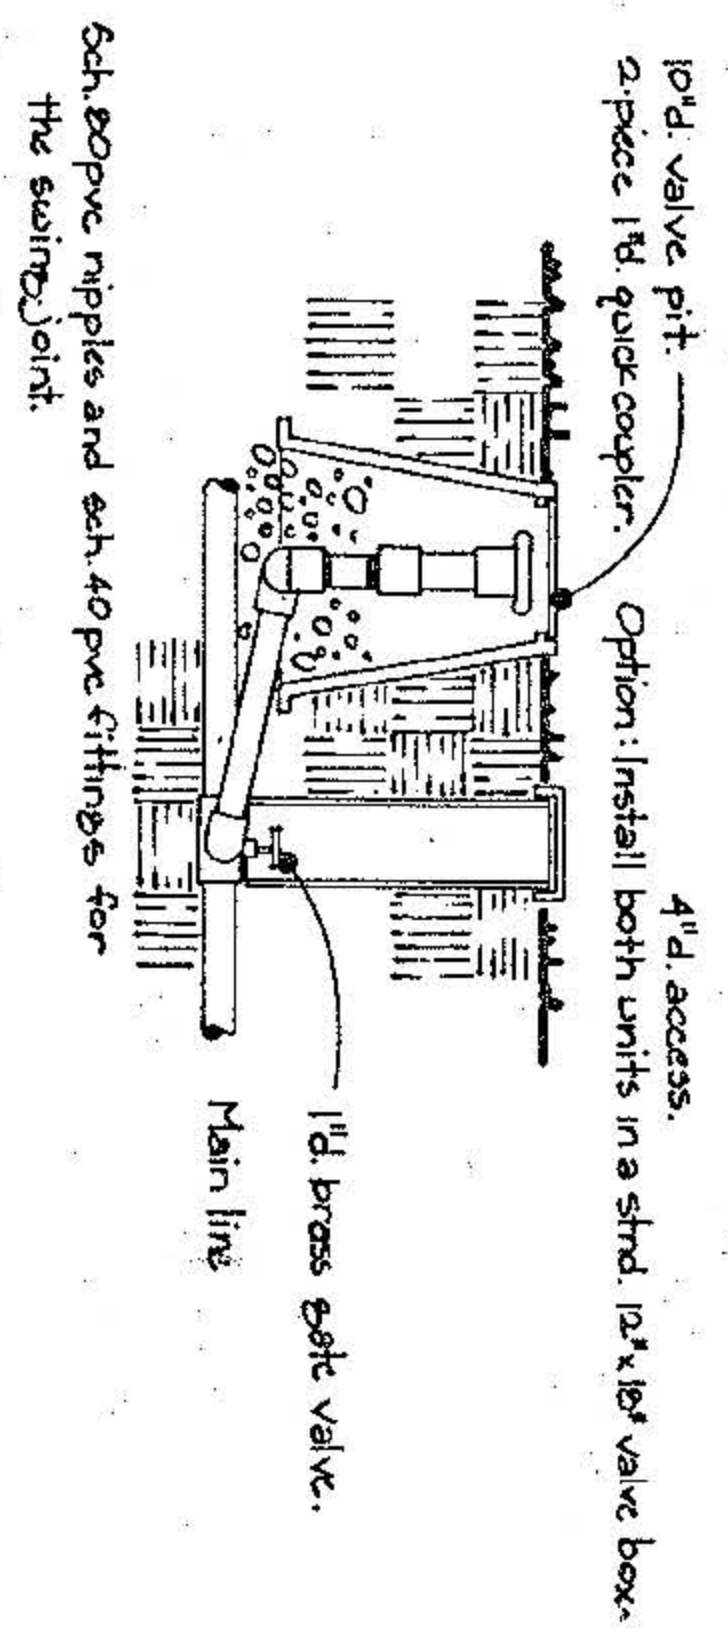 10"d. valve pit.
4"d. access.
2-piece 1"d. quick coupler.
Option: Install both units in a stnd. 12"x18" valve box.
1"d. brass gate valve.
Main line
Sch. 80 pvc nipples and sch. 40 pvc fittings for
the swing joint.